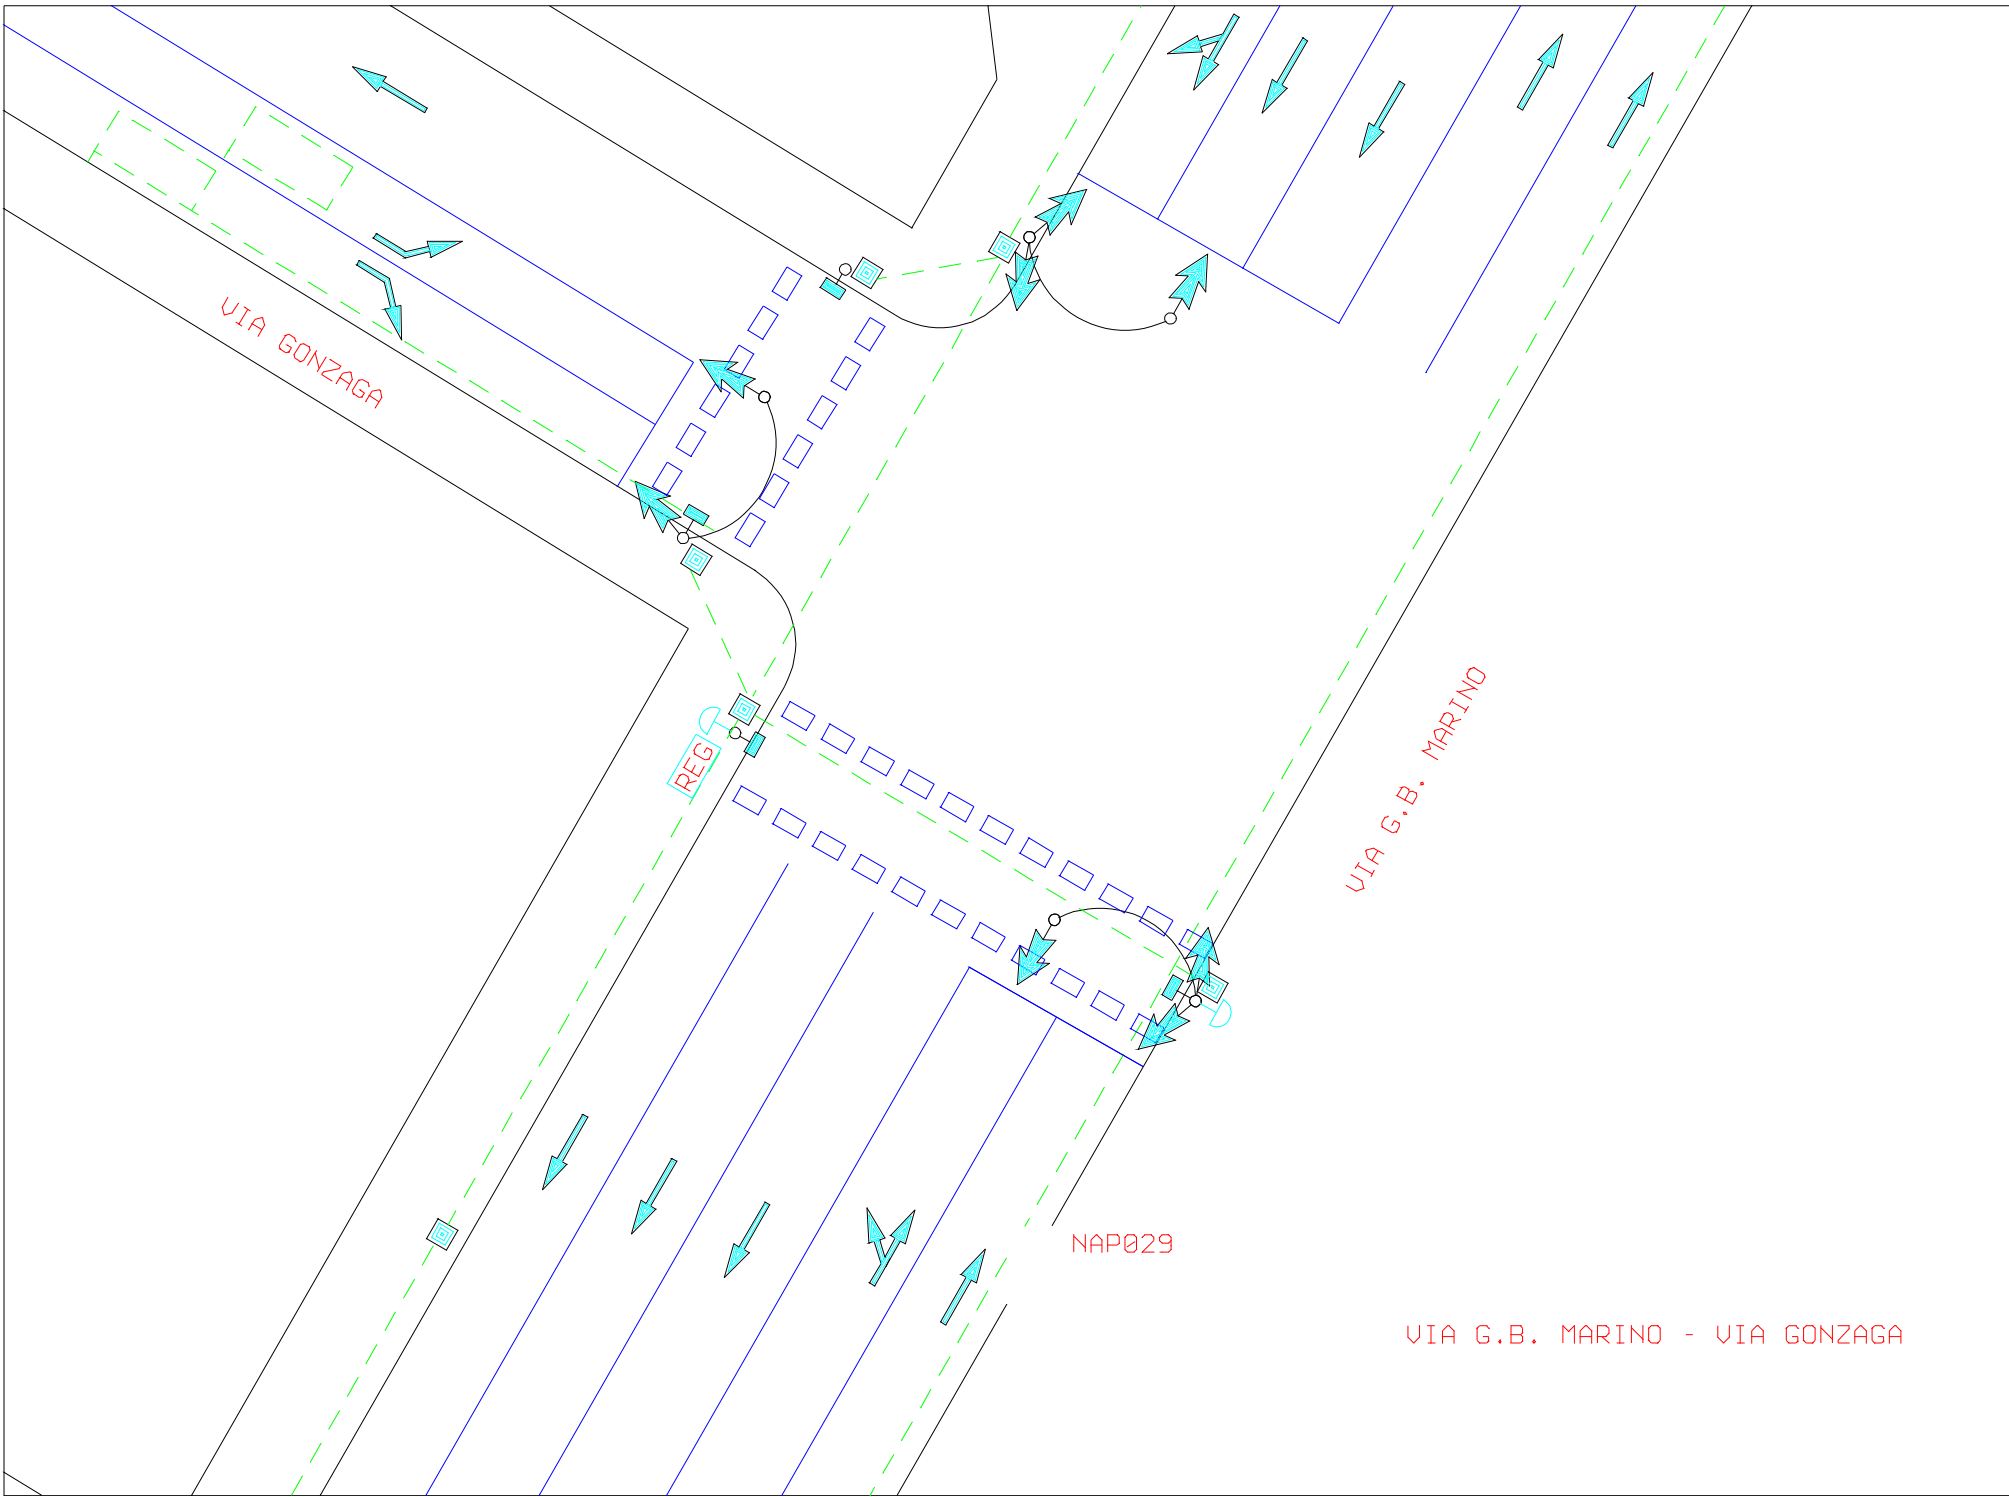 VIA GONZAGA
REG
VIA G.B. MARINO
NAP029
VIA G.B. MARINO - VIA GONZAGA